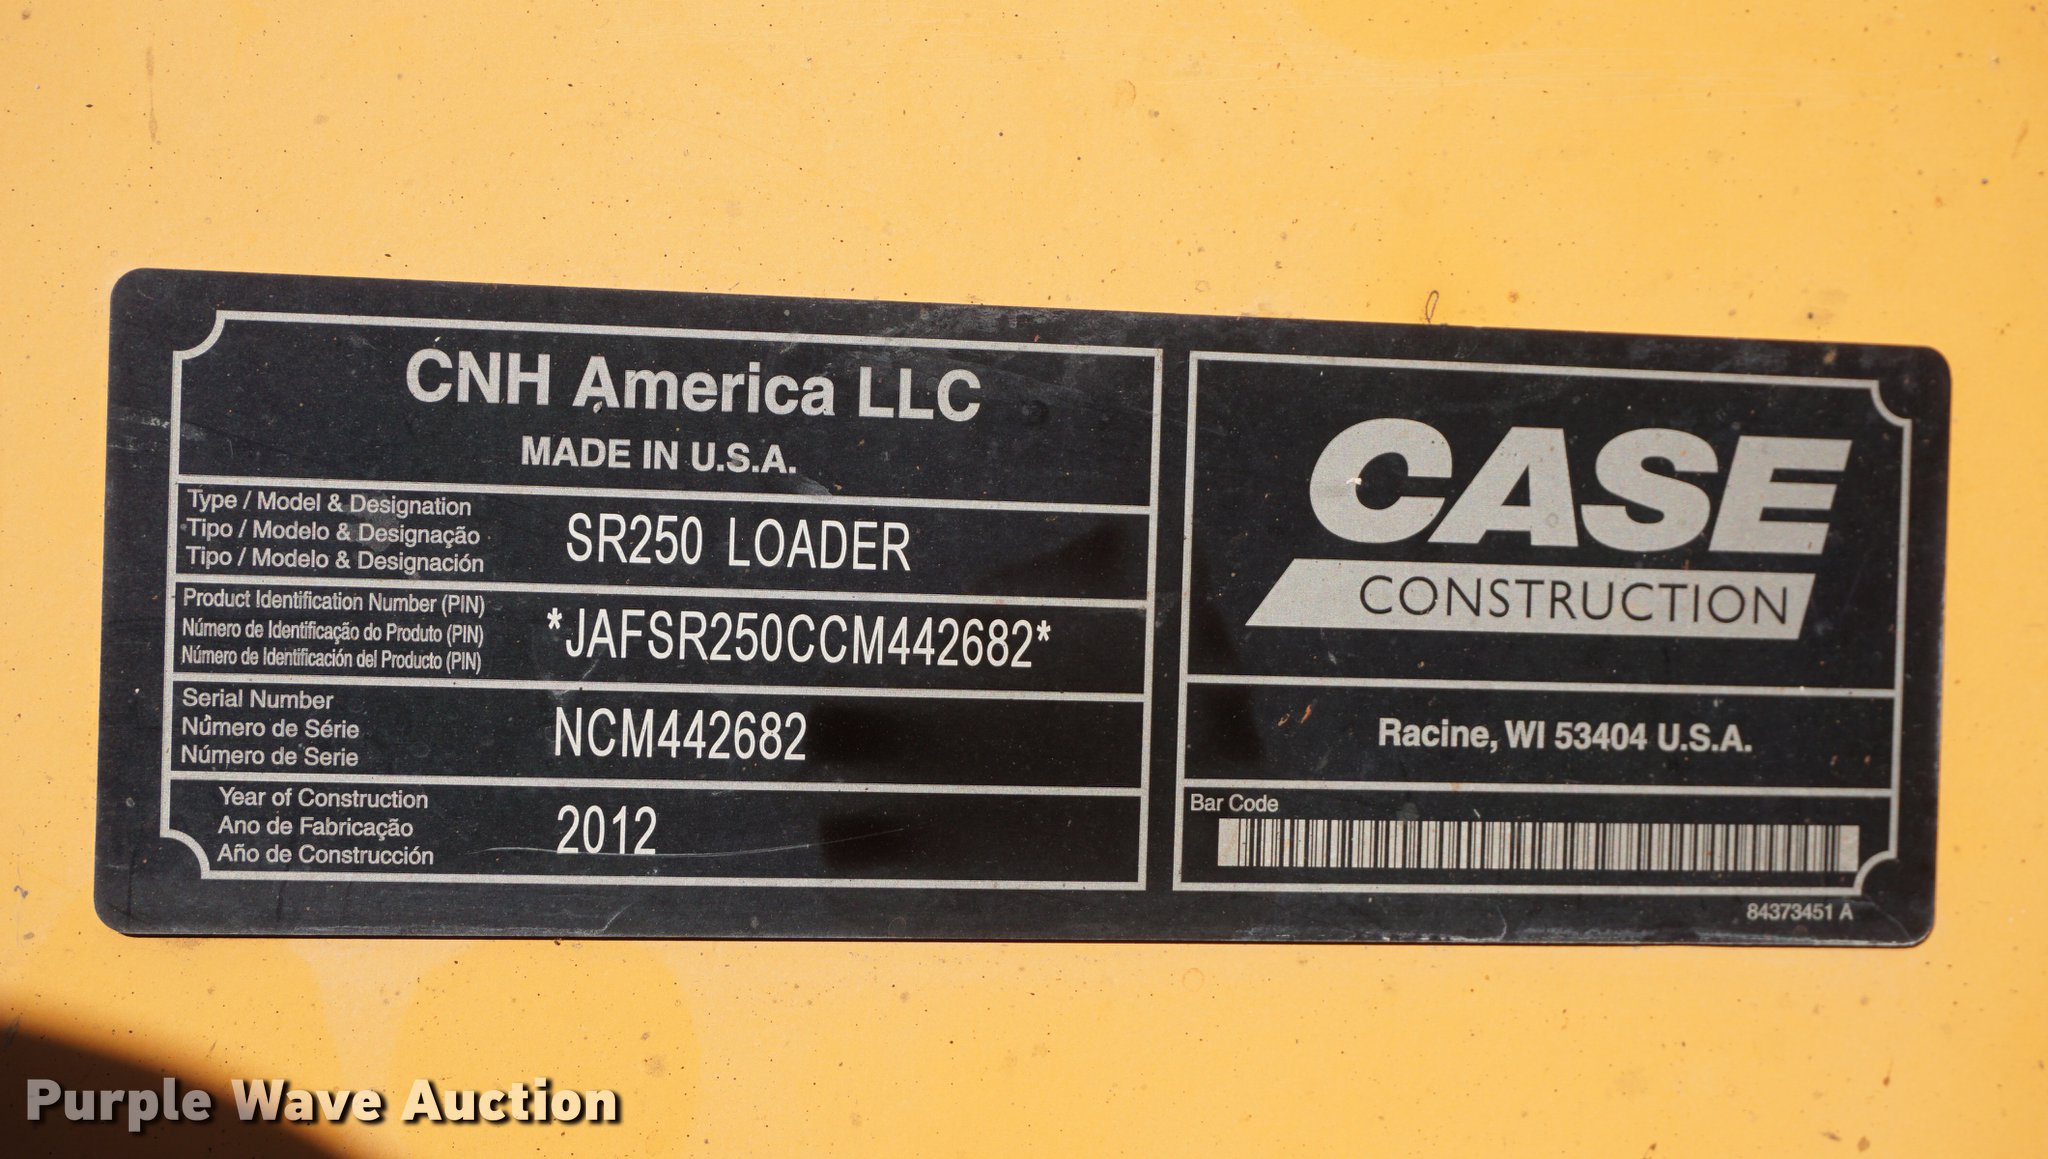 CNH America LLC
MADE IN U.S.A.
Type / Model & Designation
Tipo / Modelo & Designação
Tipo / Modelo & Designación
SR250 LOADER
Product Identification Number (PIN)
Número de Identificação do Produto (PIN)
Número de Identificación del Producto (PIN)
*JAFSR250CCM442682*
Serial Number
Número de Série
Número de Serie
NCM442682
Year of Construction
Ano de Fabricação
Año de Construcción
2012
CASE
CONSTRUCTION
Racine, WI 53404 U.S.A.
Bar Code
84373451 A
Purple Wave Auction